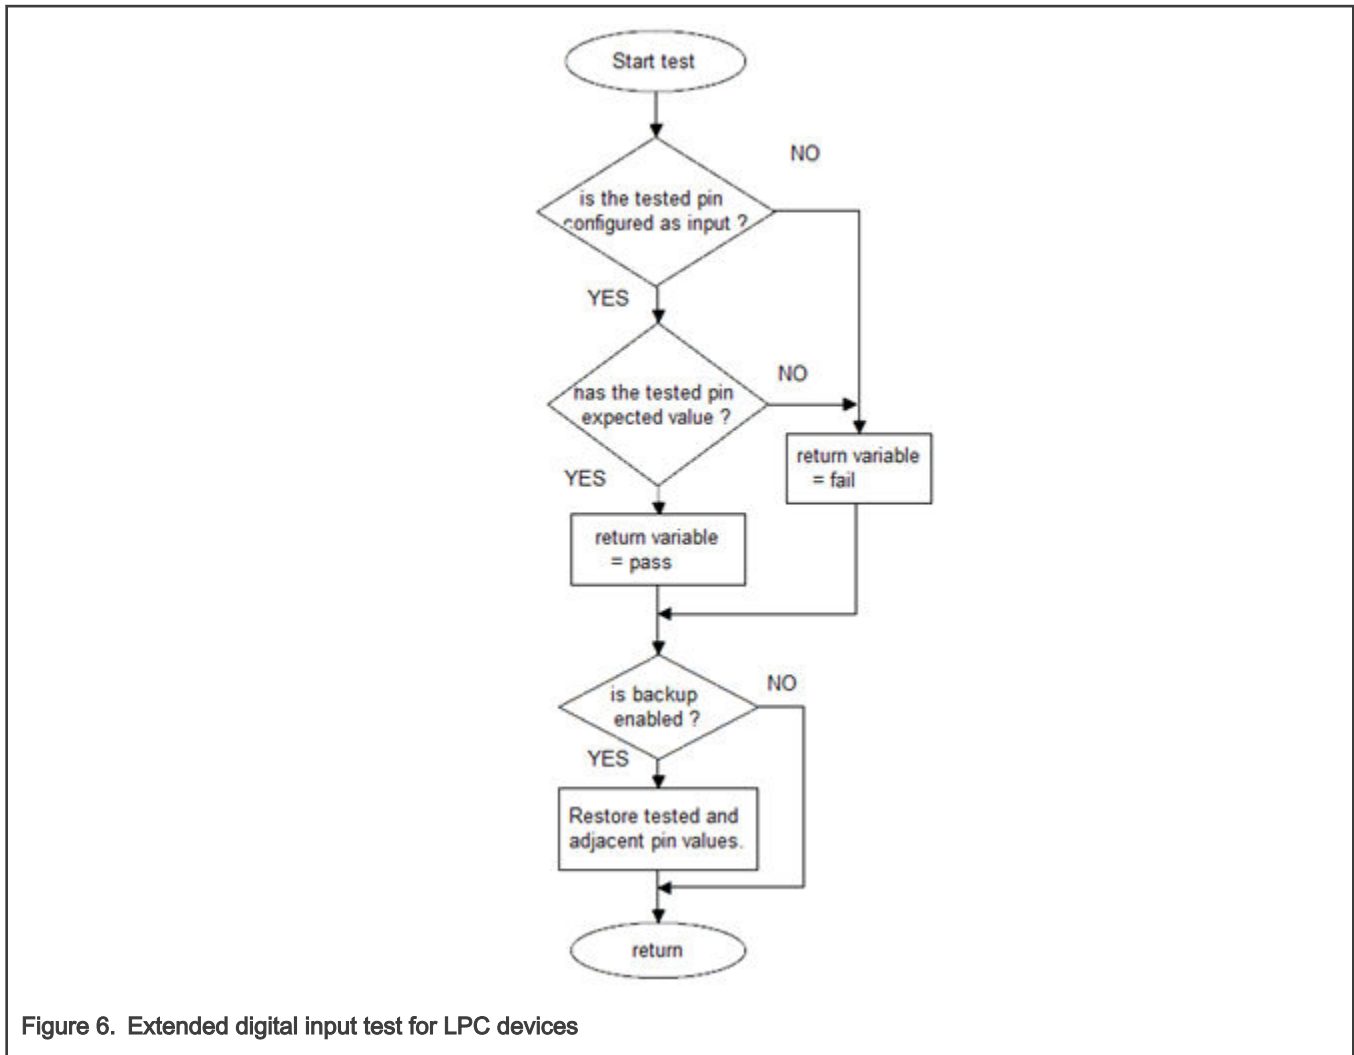 Start test
NO
is the tested pin
configured as input ?
YES
NO
has the tested pin
expected value ?
return variable
= fail
YES
return variable
= pass
NO
is backup
enabled ?
YES
Restore tested and
adjacent pin values.
return
Figure 6. Extended digital input test for LPC devices